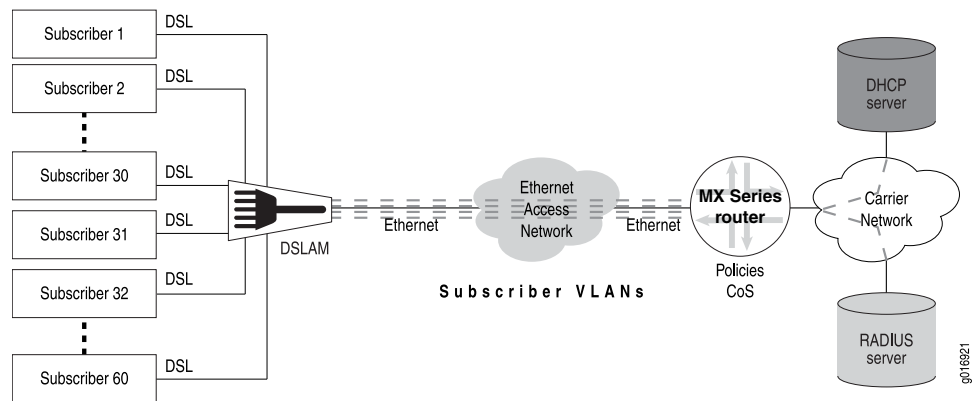 Subscriber 1
DSL
Subscriber 2
DSL
Subscriber 30
DSL
Subscriber 31
DSL
Subscriber 32
DSL
Subscriber 60
DSL
DSLAM
Ethernet
Ethernet
Access
Network
Ethernet
Subscriber VLANs
MX Series
router
Policies
CoS
DHCP
server
Carrier
Network
RADIUS
server
g016921